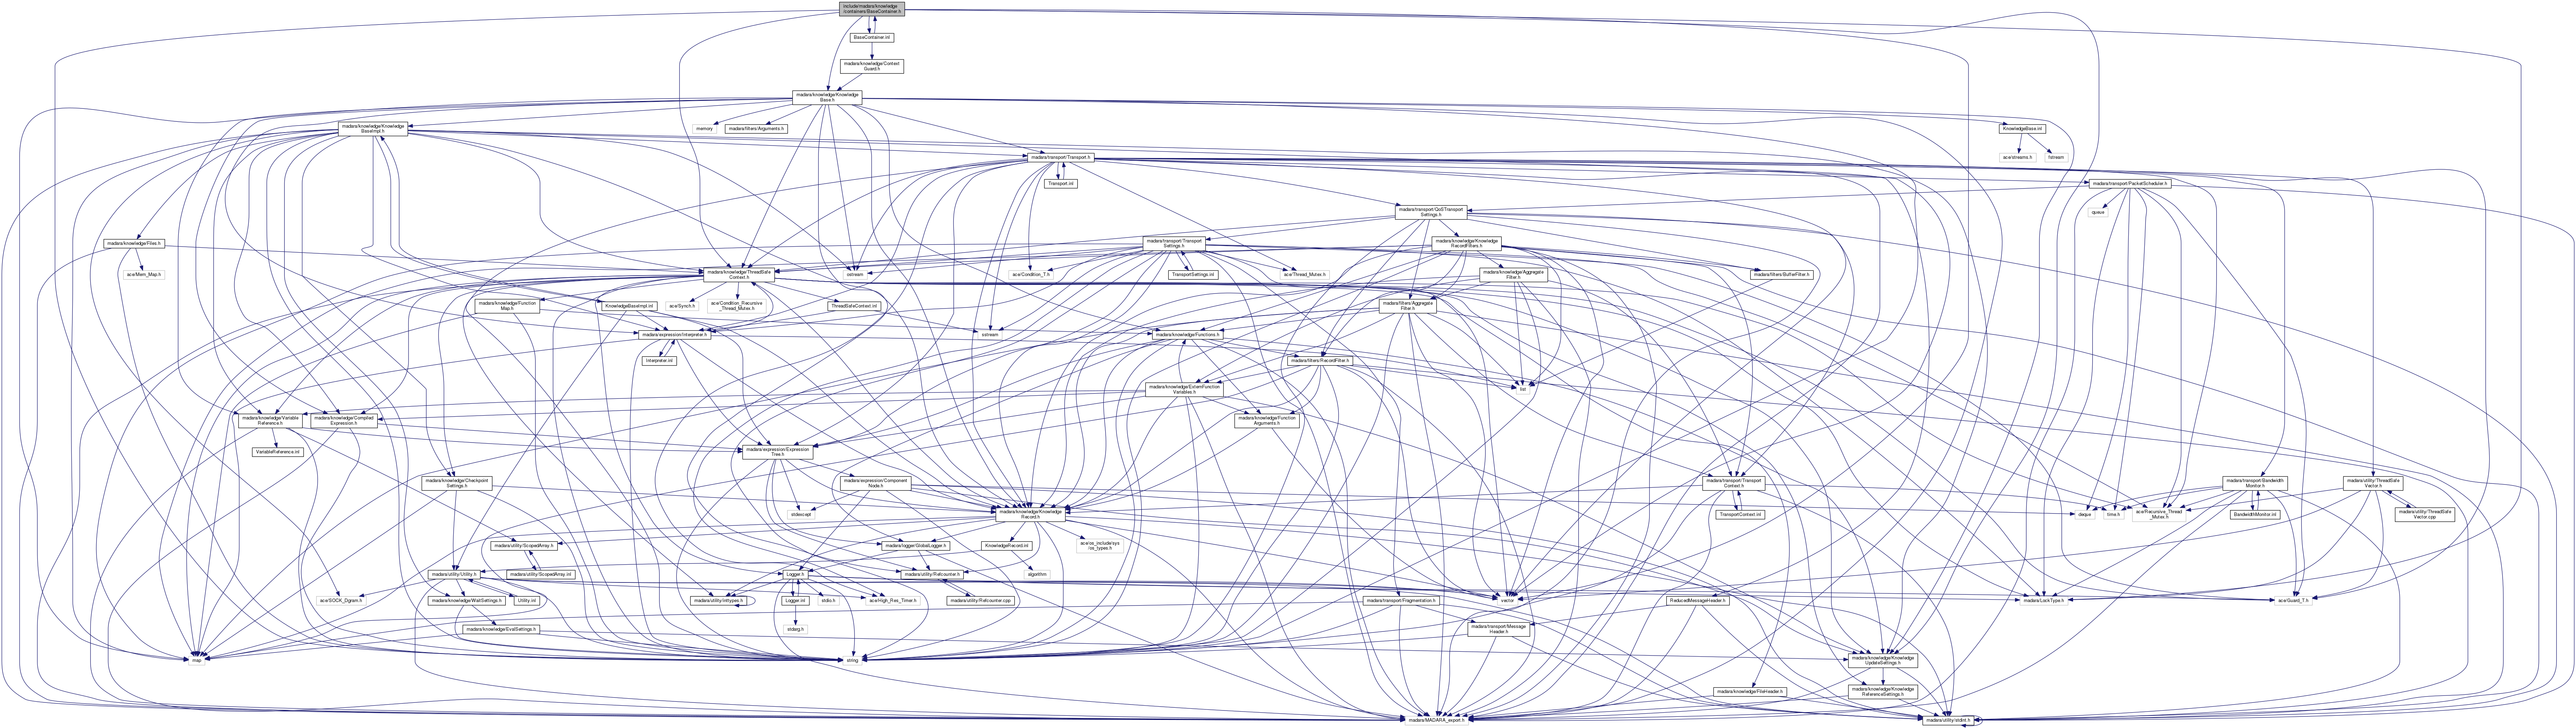 include/madara/knowledge
/containers/BaseContainer.h
BaseContainer.inl
madara/knowledge/Context
Guard.h
madara/knowledge/Knowledge
Base.h
memory
madara/filters/Arguments.h
madara/knowledge/Knowledge
BaseImpl.h
KnowledgeBase.inl
madara/transport/Transport.h
ace/streams.h
fstream
Transport.inl
madara/transport/PacketScheduler.h
madara/transport/QoSTransport
Settings.h
queue
madara/knowledge/Files.h
madara/transport/Transport
Settings.h
madara/knowledge/Knowledge
RecordFilters.h
ace/Mem_Map.h
madara/knowledge/ThreadSafe
Context.h
ostream
ace/Condition_T.h
TransportSettings.inl
ace/Thread_Mutex.h
madara/knowledge/Aggregate
Filter.h
madara/filters/BufferFilter.h
madara/knowledge/Function
Map.h
KnowledgeBaseImpl.inl
ace/Synch.h
ace/Condition_Recursive
_Thread_Mutex.h
ThreadSafeContext.inl
madara/filters/Aggregate
Filter.h
madara/expression/Interpreter.h
sstream
madara/knowledge/Functions.h
Interpreter.inl
madara/filters/RecordFilter.h
madara/knowledge/ExternFunction
Variables.h
list
madara/knowledge/Variable
Reference.h
madara/knowledge/Compiled
Expression.h
madara/knowledge/Function
Arguments.h
VariableReference.inl
madara/expression/Expression
Tree.h
madara/knowledge/Checkpoint
Settings.h
madara/expression/Component
Node.h
madara/transport/Transport
Context.h
madara/transport/Bandwidth
Monitor.h
madara/utility/ThreadSafe
Vector.h
stdexcept
madara/knowledge/Knowledge
Record.h
TransportContext.inl
deque
time.h
ace/Recursive_Thread
_Mutex.h
BandwidthMonitor.inl
madara/utility/ThreadSafe
Vector.cpp
madara/utility/ScopedArray.h
madara/logger/GlobalLogger.h
KnowledgeRecord.inl
ace/os_include/sys
/os_types.h
madara/utility/Utility.h
madara/utility/ScopedArray.inl
Logger.h
madara/utility/Refcounter.h
algorithm
ace/SOCK_Dgram.h
madara/knowledge/WaitSettings.h
Utility.inl
madara/utility/inttypes.h
Logger.inl
stdio.h
ace/High_Res_Timer.h
madara/utility/Refcounter.cpp
madara/transport/Fragmentation.h
vector
ReducedMessageHeader.h
madara/LockType.h
ace/Guard_T.h
madara/knowledge/EvalSettings.h
stdarg.h
madara/transport/Message
Header.h
map
string
madara/knowledge/Knowledge
UpdateSettings.h
madara/knowledge/FileHeader.h
madara/knowledge/Knowledge
ReferenceSettings.h
madara/MADARA_export.h
madara/utility/stdint.h